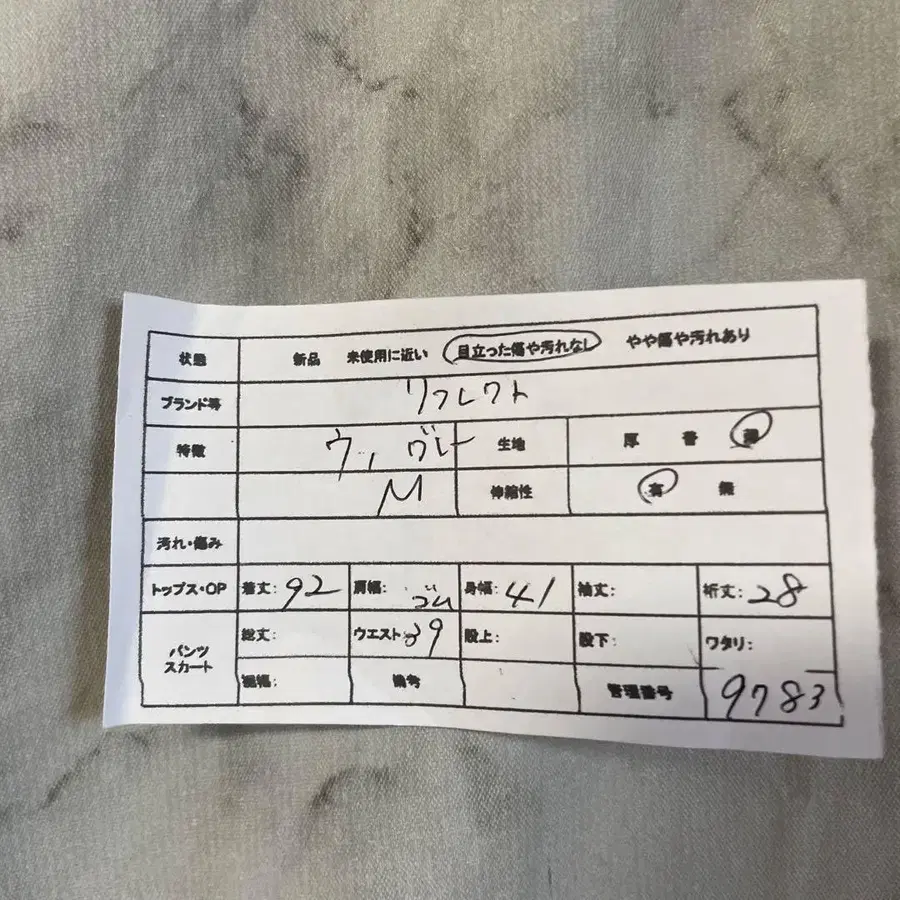 状態 新品 未使用に近い 目立った傷や汚れなし やや傷や汚れあり
ブランド等 リフレクト
特徴 グレー 生地 厚 普 薄
M 伸縮性 有 無
汚れ・傷み
トップス・OP 着丈: 92 肩幅: ゴム 身幅: 41 袖丈: 裄丈: 28
パンツ スカート 総丈: ウエスト: 39 股上: 股下: ワタリ:
裾幅: 備考 管理番号 9783